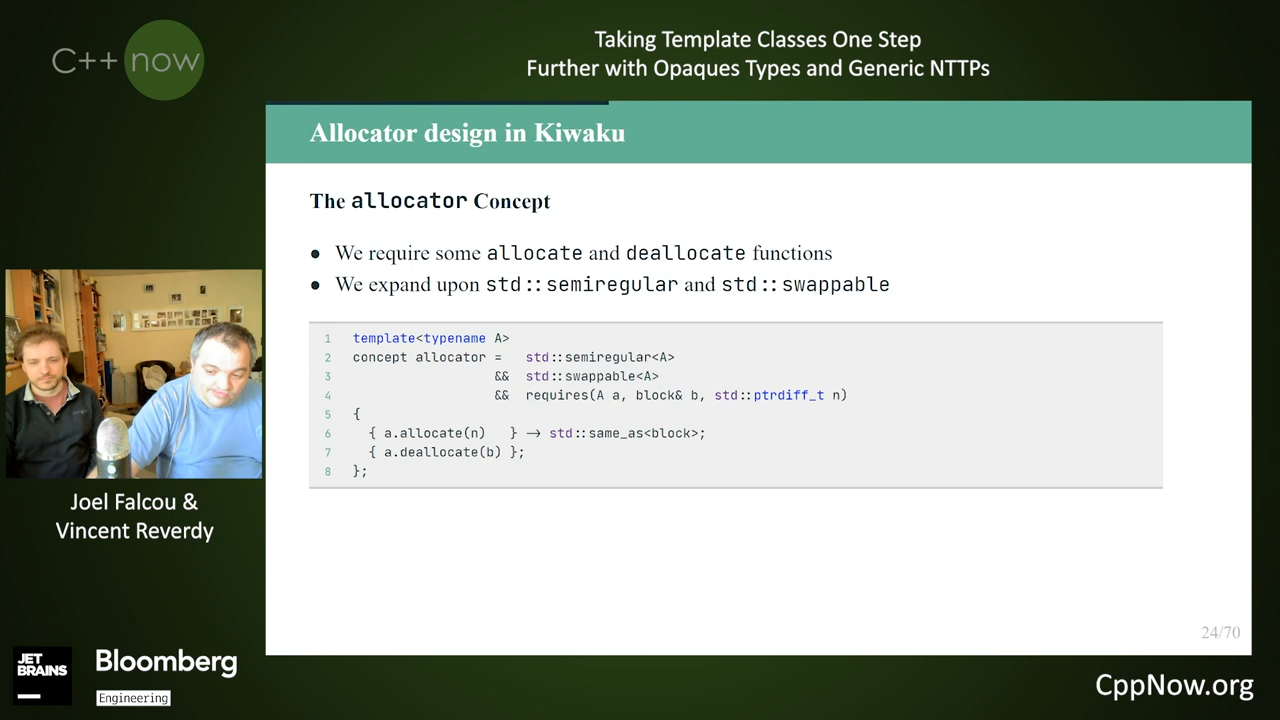 C++ now
Taking Template Classes One Step
Further with Opaques Types and Generic NTTPs
Allocator design in Kiwaku
The allocator Concept
• We require some allocate and deallocate functions
• We expand upon std::semiregular and std::swappable
1 template<typename A>
2 concept allocator = std::semiregular<A>
3 && std::swappable<A>
4 && requires(A a, block& b, std::ptrdiff_t n)
5 {
6 { a.allocate(n) } → std::same_as<block>;
7 { a.deallocate(b) };
8 };
24/70
Joel Falcou &
Vincent Reverdy
JET
BRAINS
Bloomberg
Engineering
CppNow.org